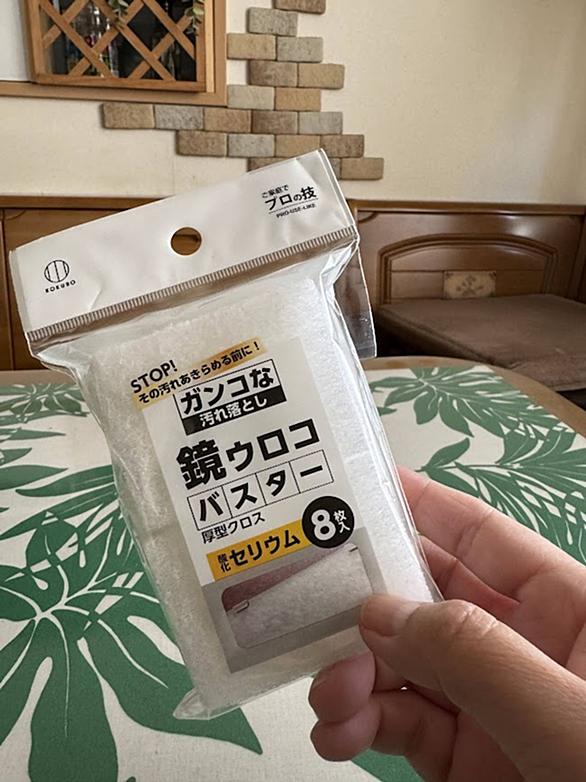 ご家庭で
プロの技
PRO-USE-LIKE
KOKUBO
STOP!
その汚れあきらめる前に!
ガンコな
汚れ落とし
鏡ウロコ
バスター
厚型クロス
酸化セリウム
8枚入